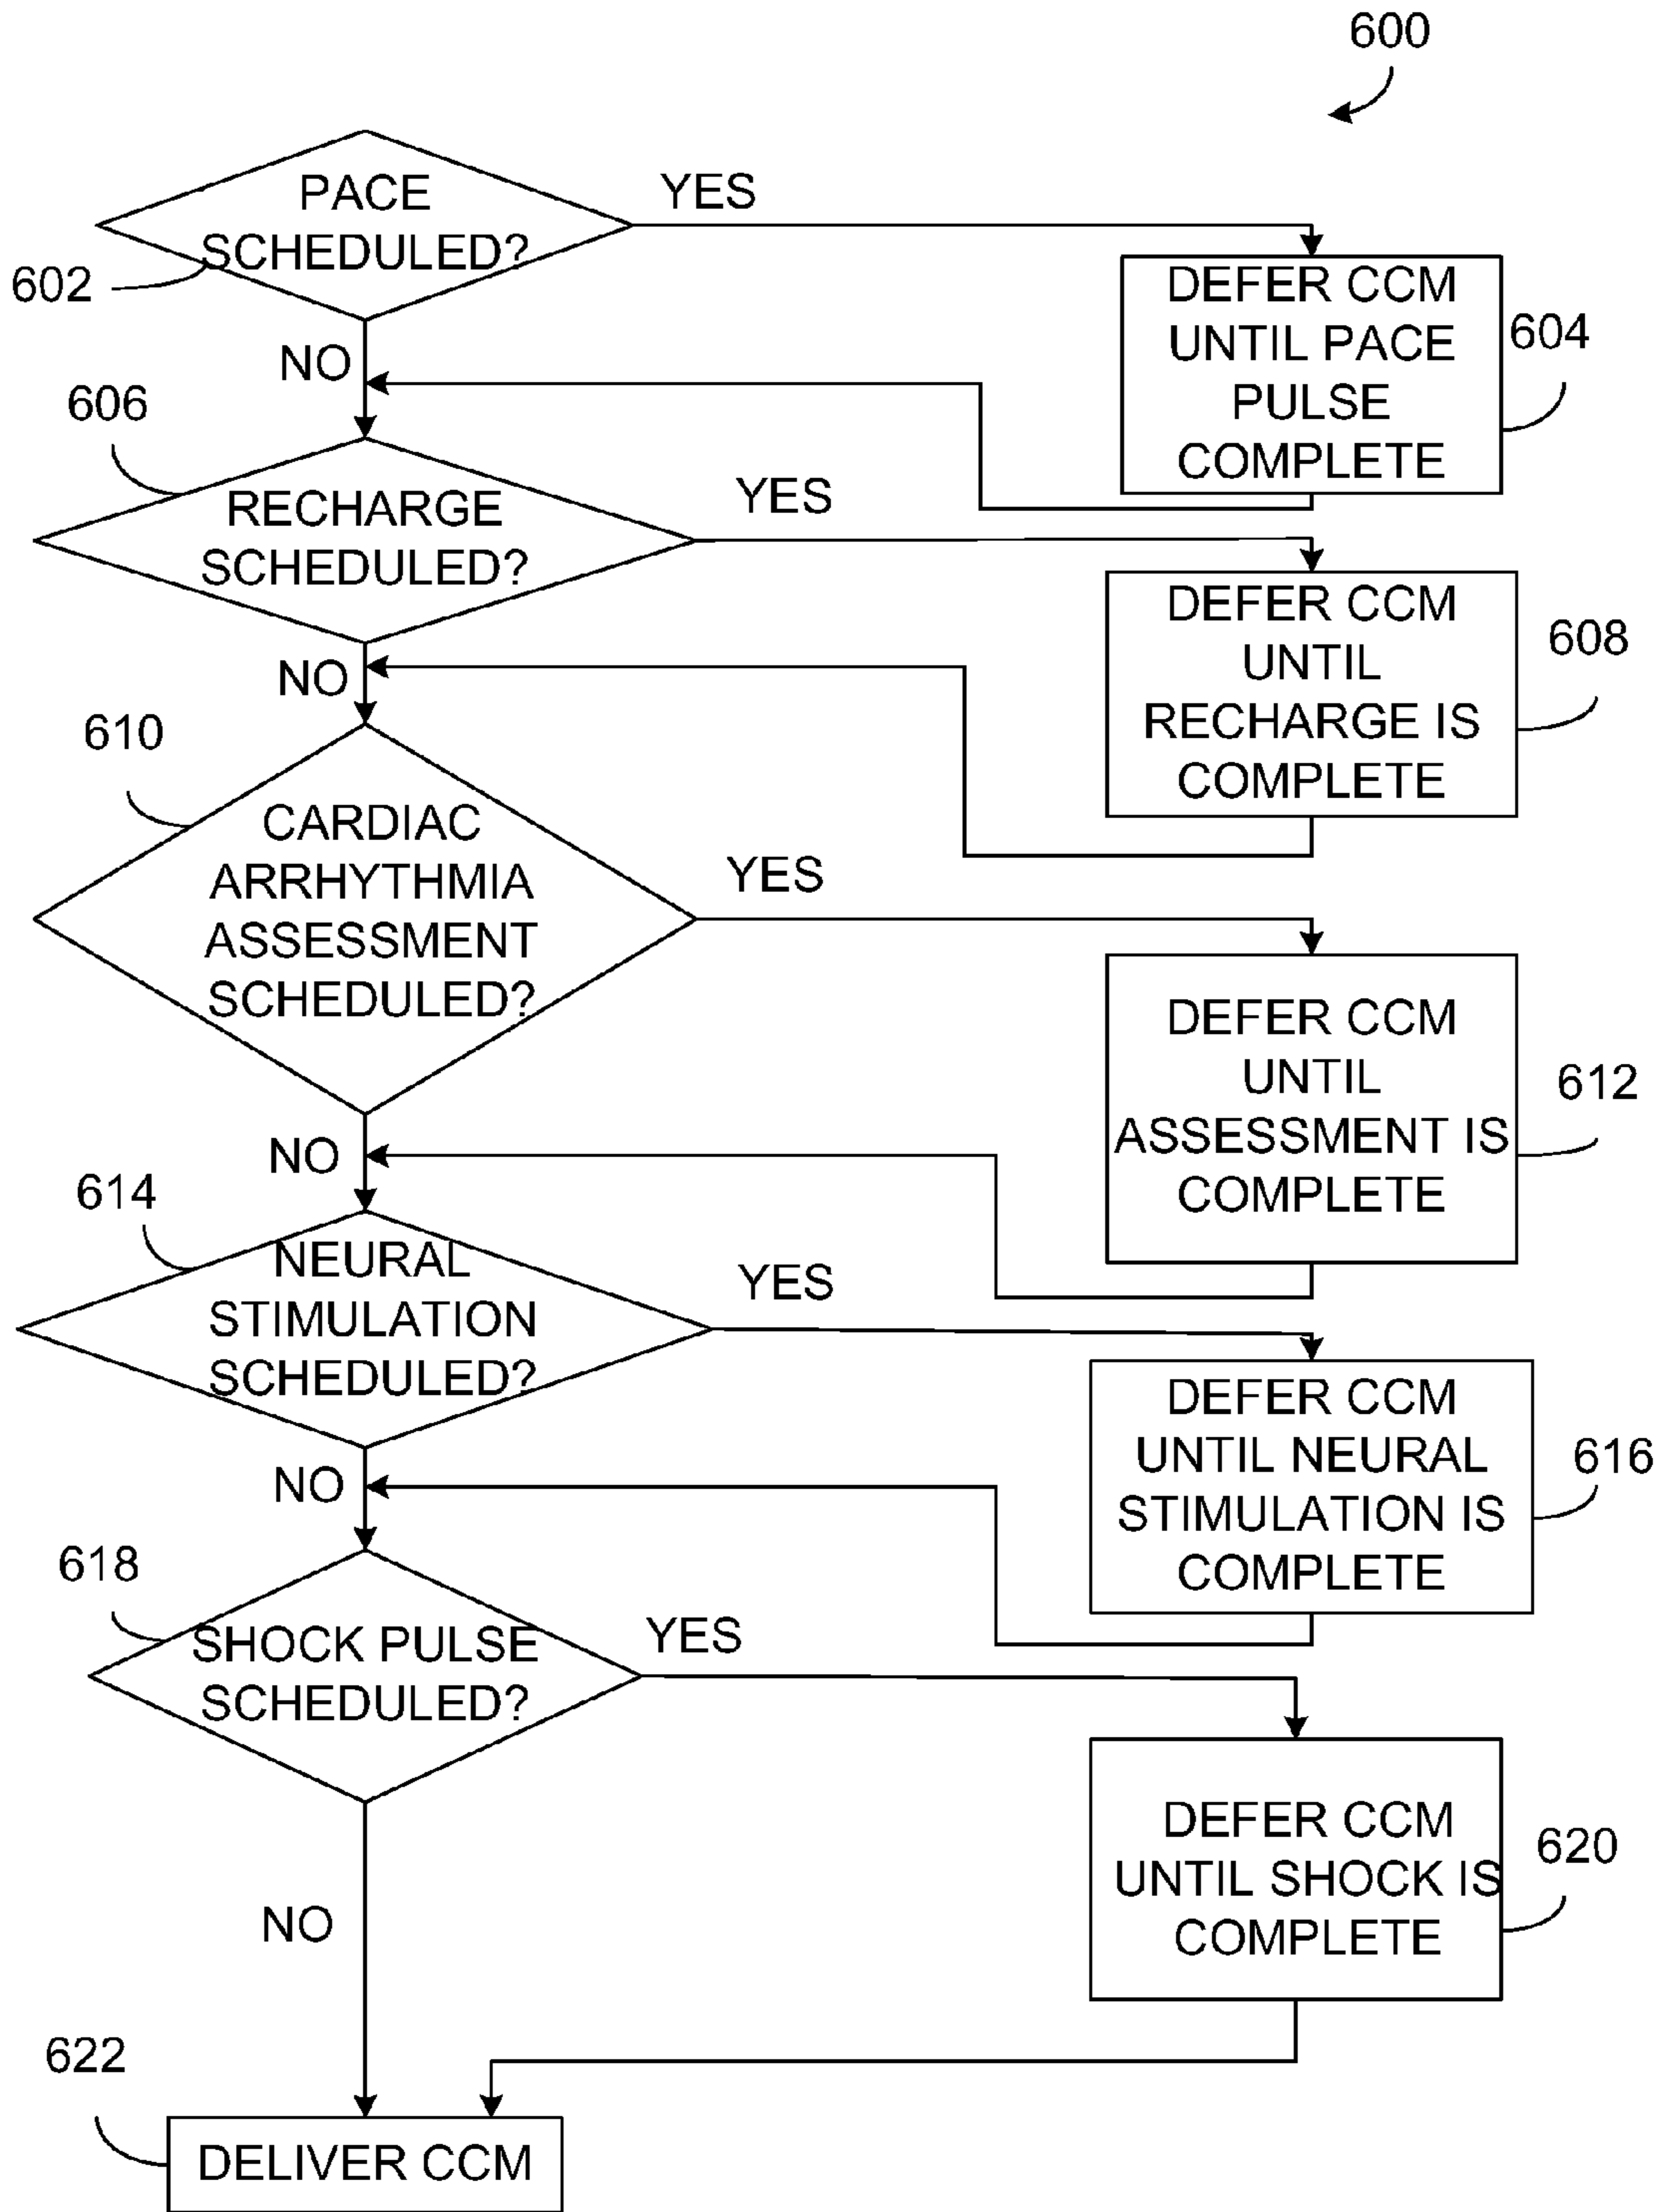 600
PACE
SCHEDULED?
YES
602
DEFER CCM
UNTIL PACE
PULSE
COMPLETE
604
NO
606
RECHARGE
SCHEDULED?
YES
DEFER CCM
UNTIL
RECHARGE IS
COMPLETE
608
NO
610
CARDIAC
ARRHYTHMIA
ASSESSMENT
SCHEDULED?
YES
DEFER CCM
UNTIL
ASSESSMENT IS
COMPLETE
612
NO
614
NEURAL
STIMULATION
SCHEDULED?
YES
DEFER CCM
UNTIL NEURAL
STIMULATION IS
COMPLETE
616
NO
618
SHOCK PULSE
SCHEDULED?
YES
DEFER CCM
UNTIL SHOCK IS
COMPLETE
620
NO
622
DELIVER CCM